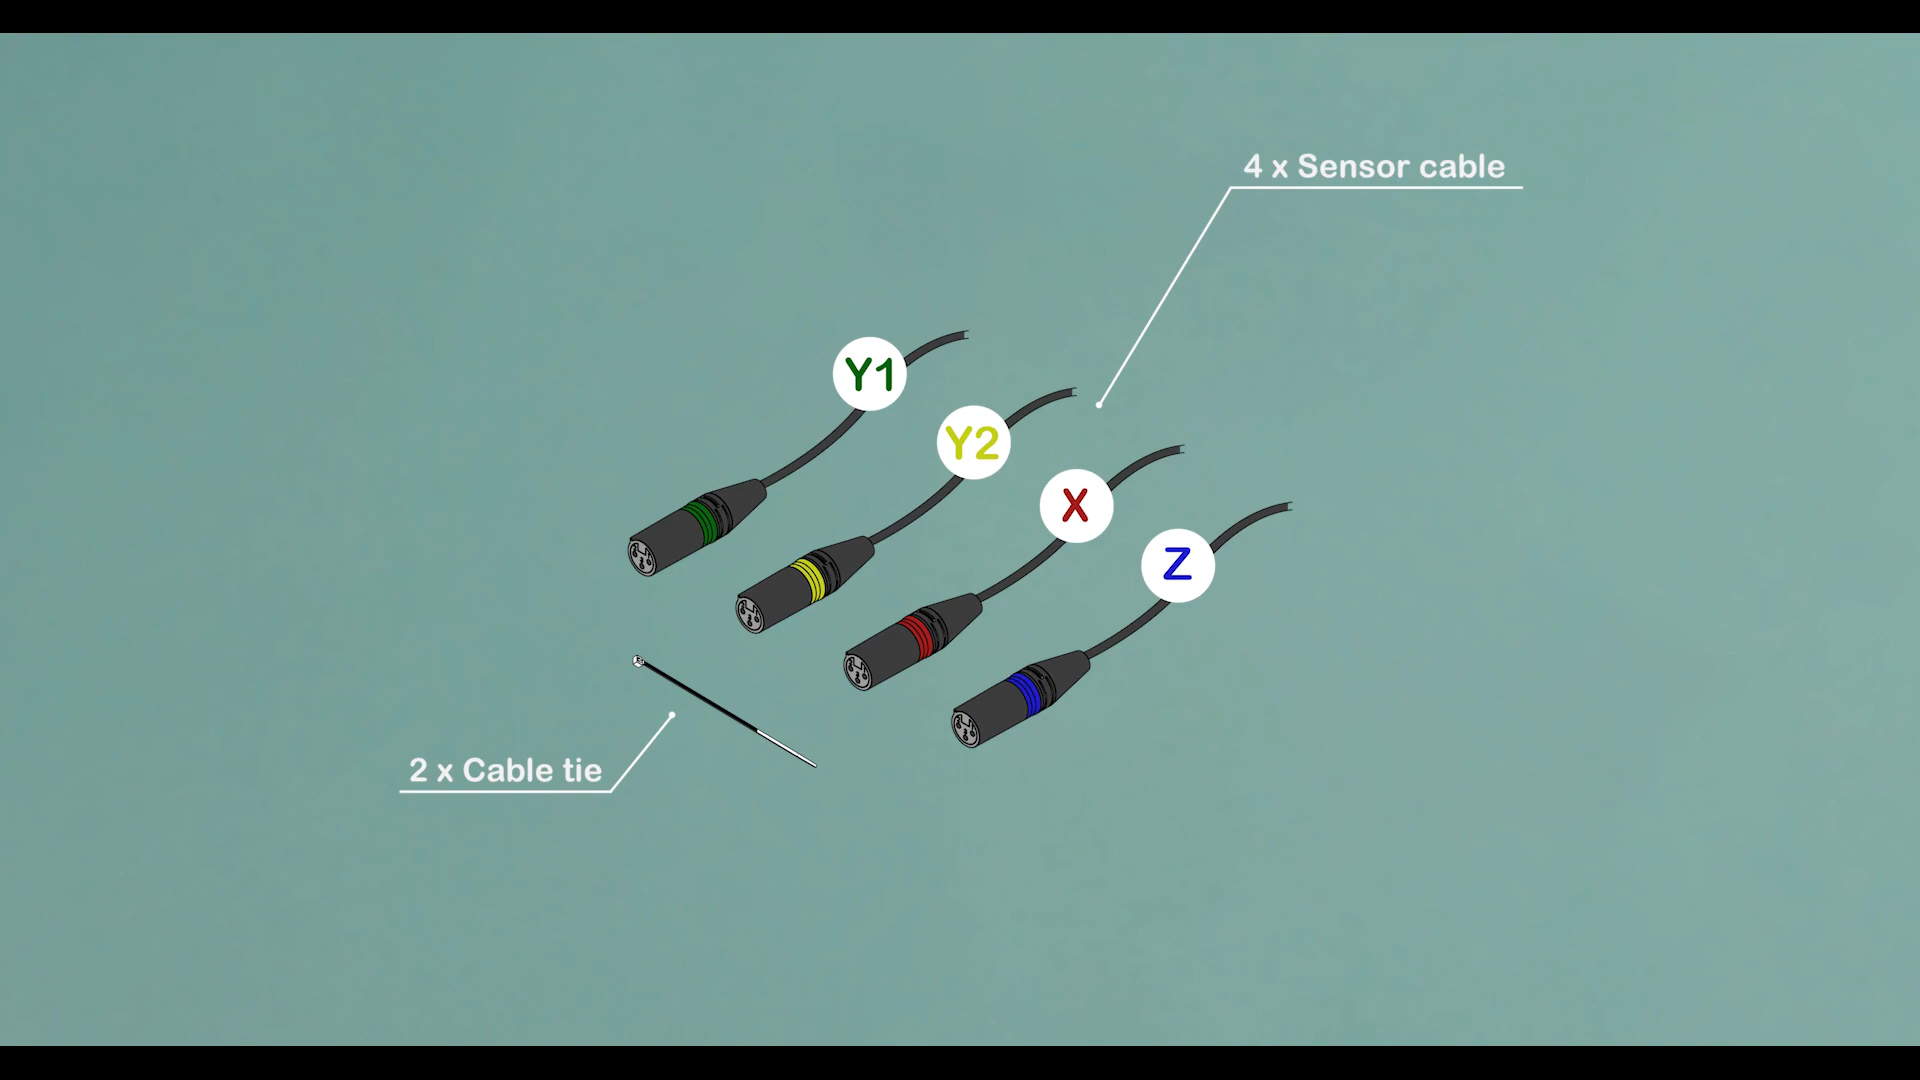 4 x Sensor cable
Y1
Y2
X
Z
2 x Cable tie